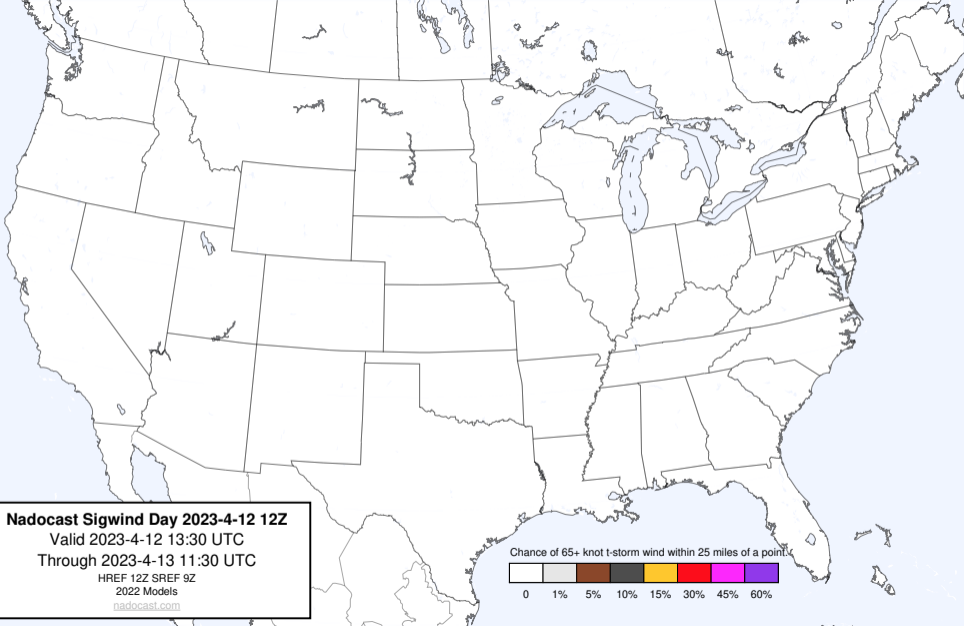 Nadocast Sigwind Day 2023-4-12 12Z
Valid 2023-4-12 13:30 UTC
Through 2023-4-13 11:30 UTC
HREF 12Z SREF 9Z
2022 Models
nadocast.com
Chance of 65+ knot t-storm wind within 25 miles of a point.
0 1% 5% 10% 15% 30% 45% 60%